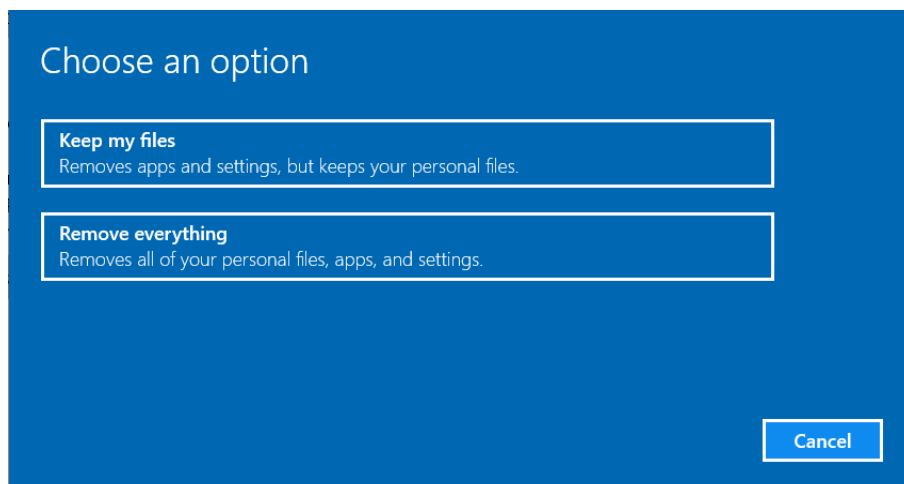 Choose an option
Keep my files
Removes apps and settings, but keeps your personal files.
Remove everything
Removes all of your personal files, apps, and settings.
Cancel